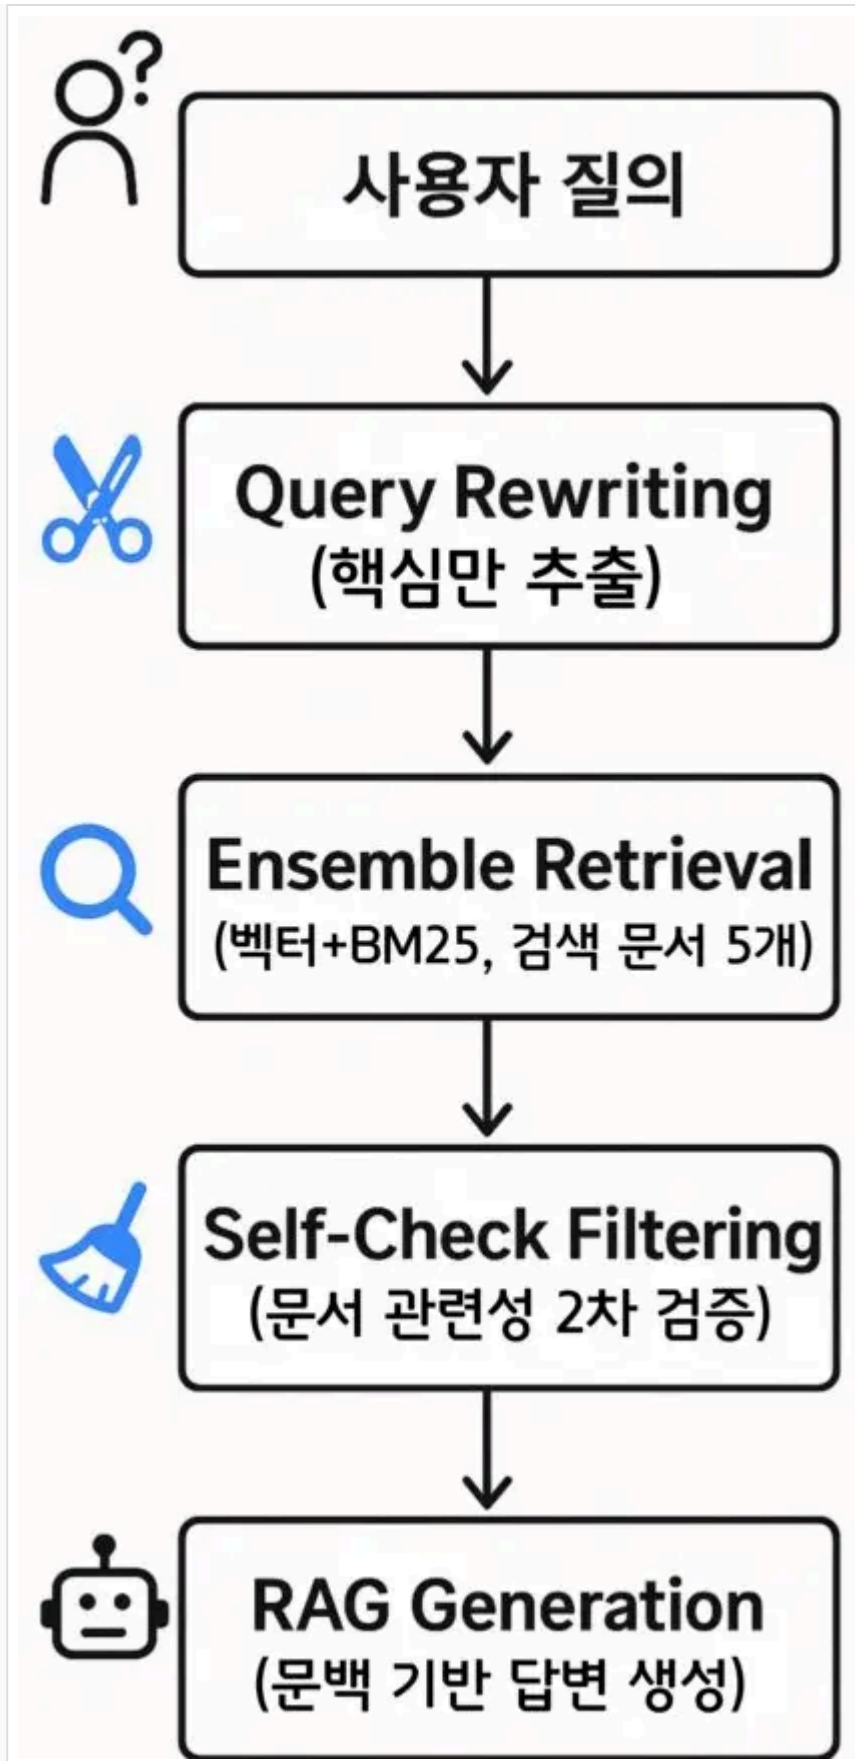 ?
사용자 질의
Query Rewriting
(핵심만 추출)
Ensemble Retrieval
(벡터+BM25, 검색 문서 5개)
Self-Check Filtering
(문서 관련성 2차 검증)
RAG Generation
(문백 기반 답변 생성)